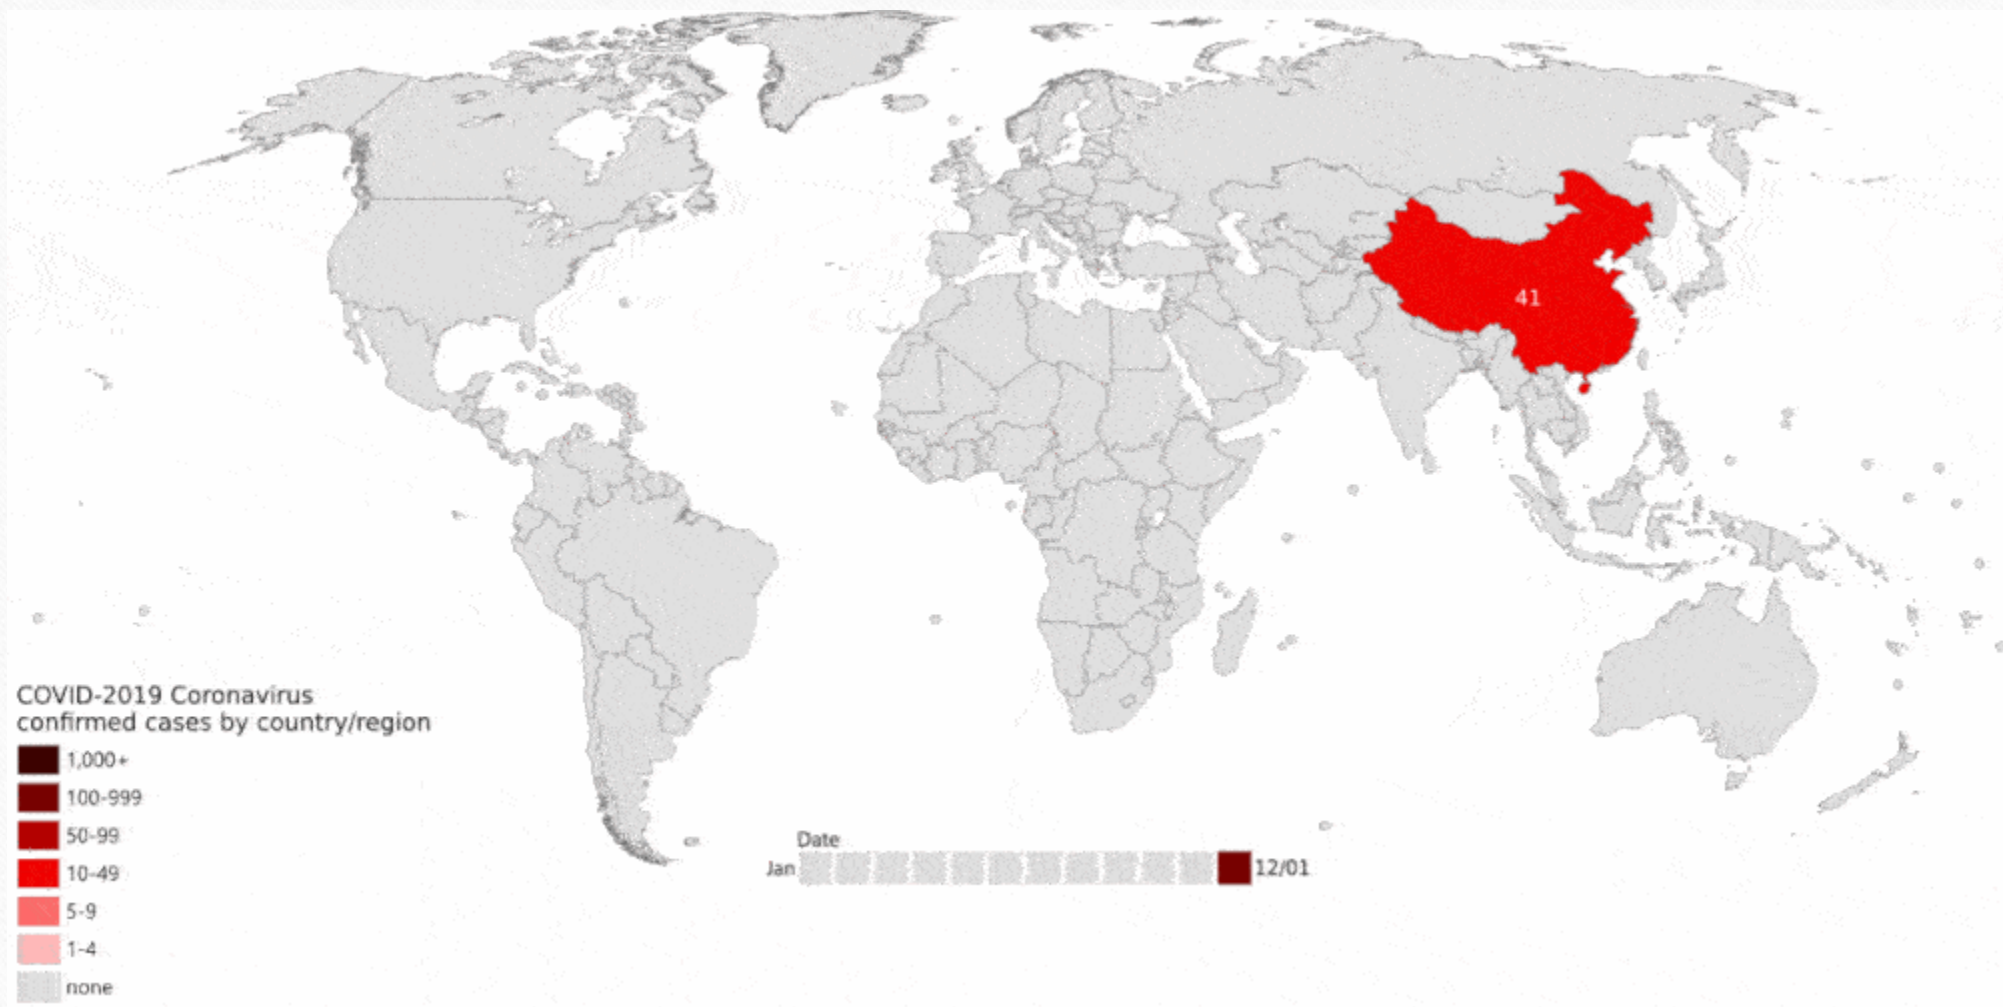 41
COVID-2019 Coronavirus
confirmed cases by country/region
1,000+
100-999
50-99
10-49
5-9
1-4
none
Date
Jan 12/01